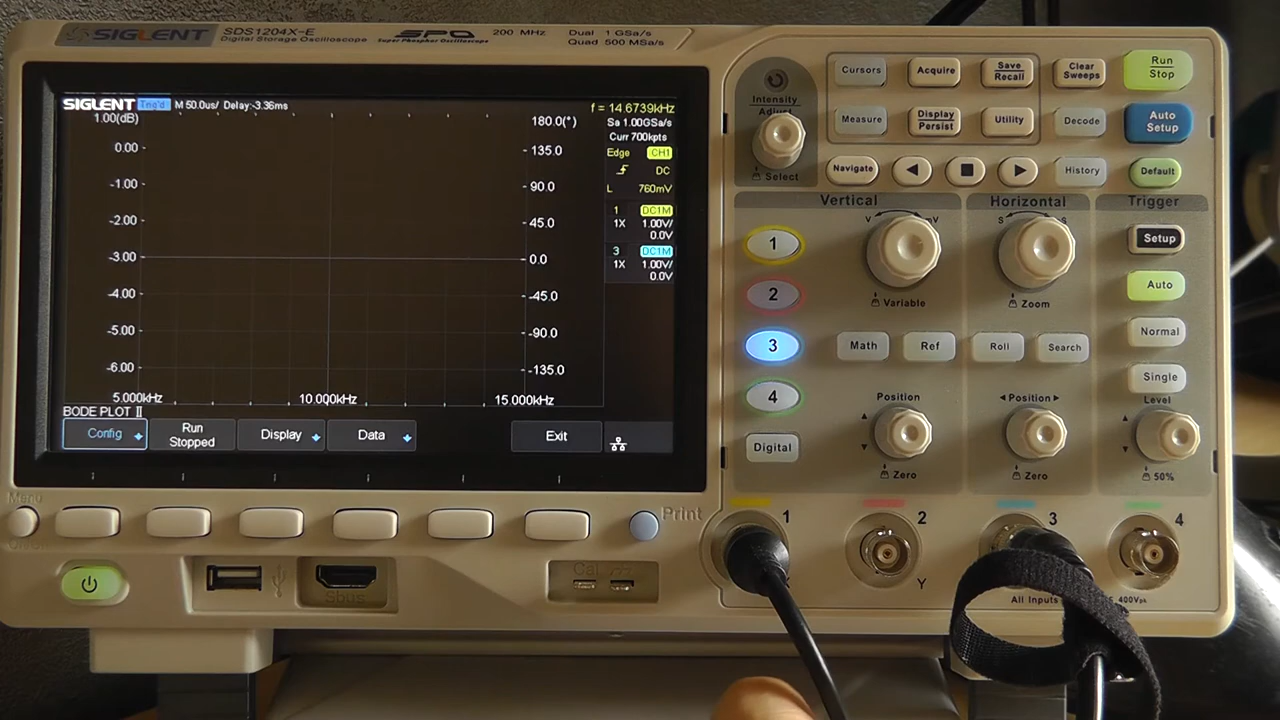 SIGLENT SDS1204X-E
Digital Storage Oscilloscope
SPO
Super Phosphor Oscilloscope
200 MHz
Dual 1 GSa/s
Quad 500 MSa/s
SIGLENT Trig'd M 50.0us/ Delay:-3.36ms
f = 14.6739kHz
Sa 1.00GSa/s
Curr 700kpts
Edge CH1
DC
L 760mV
1 DC1M
1X 1.00V/
0.0V
3 DC1M
1X 1.00V/
0.0V
1.00(dB) 180.0(°)
0.00 135.0
-1.00 90.0
-2.00 45.0
-3.00 0.0
-4.00 -45.0
-5.00 -90.0
-6.00 -135.0
5.000kHz 10.000kHz 15.000kHz
BODE PLOT II
Config
Run
Stopped
Display
Data
Exit
Intensity
Adjust
Select
Cursors
Acquire
Save
Recall
Clear
Sweeps
Run
Stop
Measure
Display
Persist
Utility
Decode
Auto
Setup
Navigate
History
Default
Vertical
Horizontal
Trigger
V mV
S S
1
2
3
4
Digital
Variable
Zoom
Setup
Auto
Normal
Single
Math
Ref
Roll
Search
Position
Zero
Position
Zero
Level
50%
Menu
Print
Cal
Sbus
1
2
3
4
Y
All Inputs
400Vpk